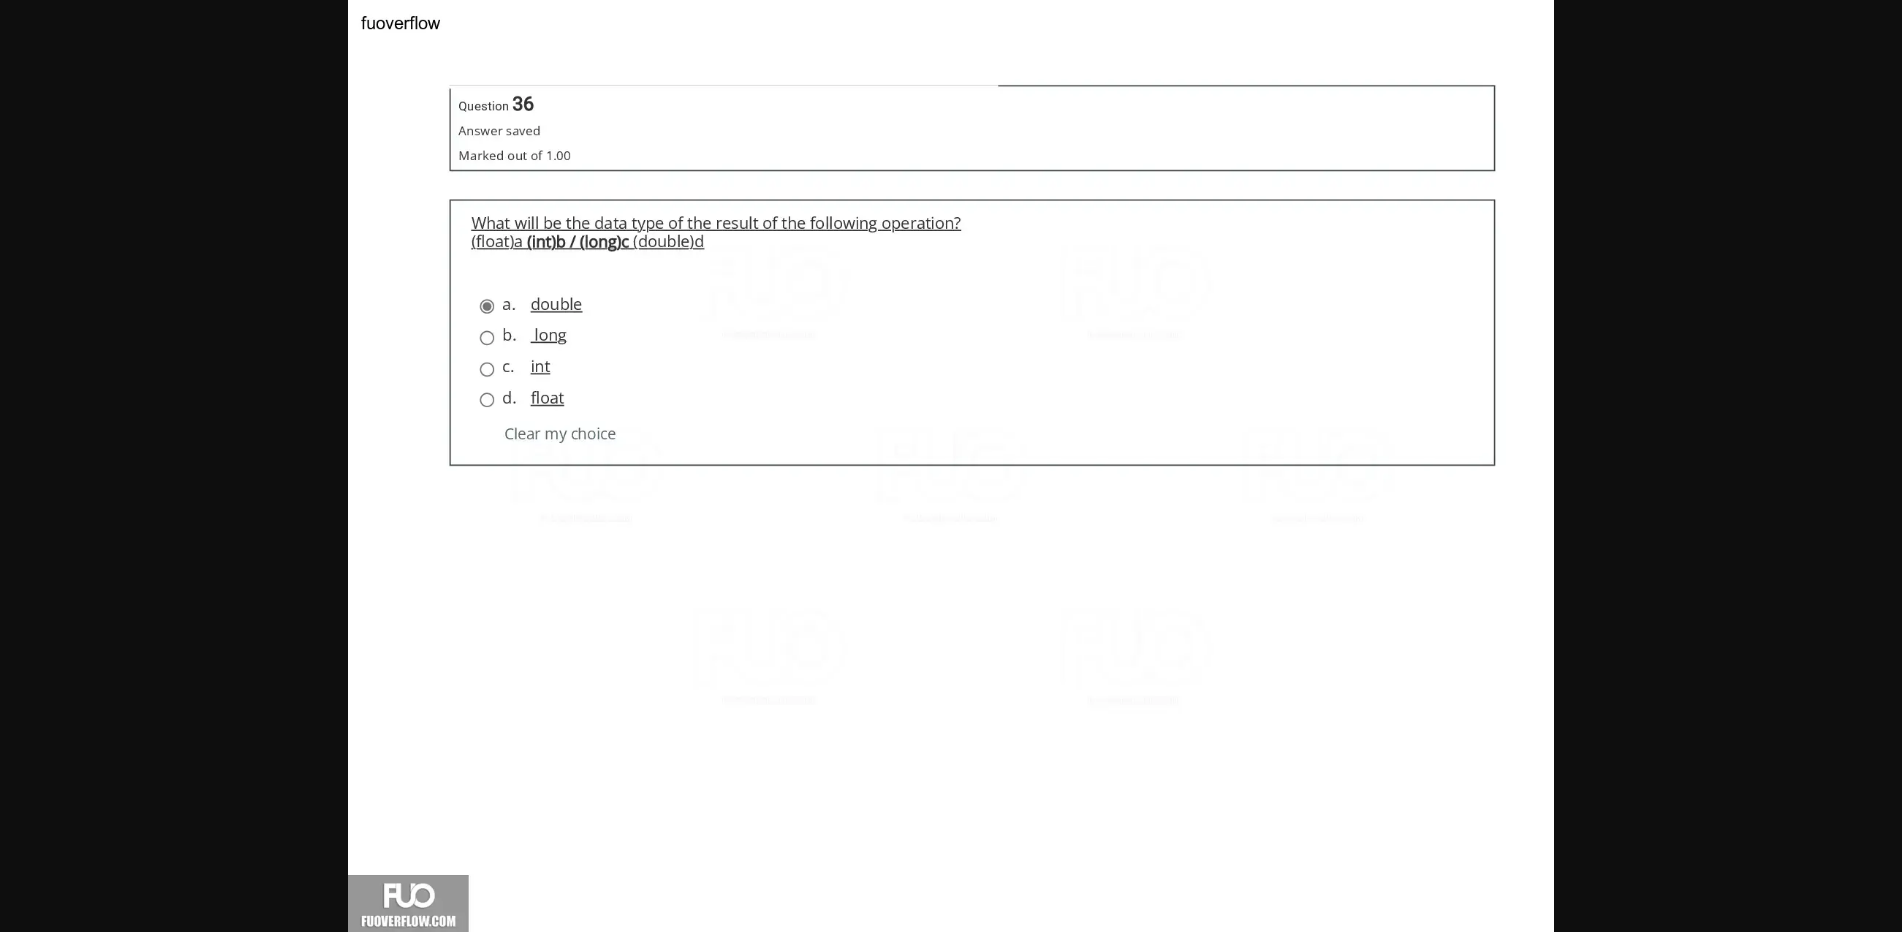 fuoverflow
Question 36
Answer saved
Marked out of 1.00
What will be the data type of the result of the following operation?
(float)a (int)b / (long)c (double)d
a. double
b. long
c. int
d. float
Clear my choice
FUO
FUOVERFLOW.COM